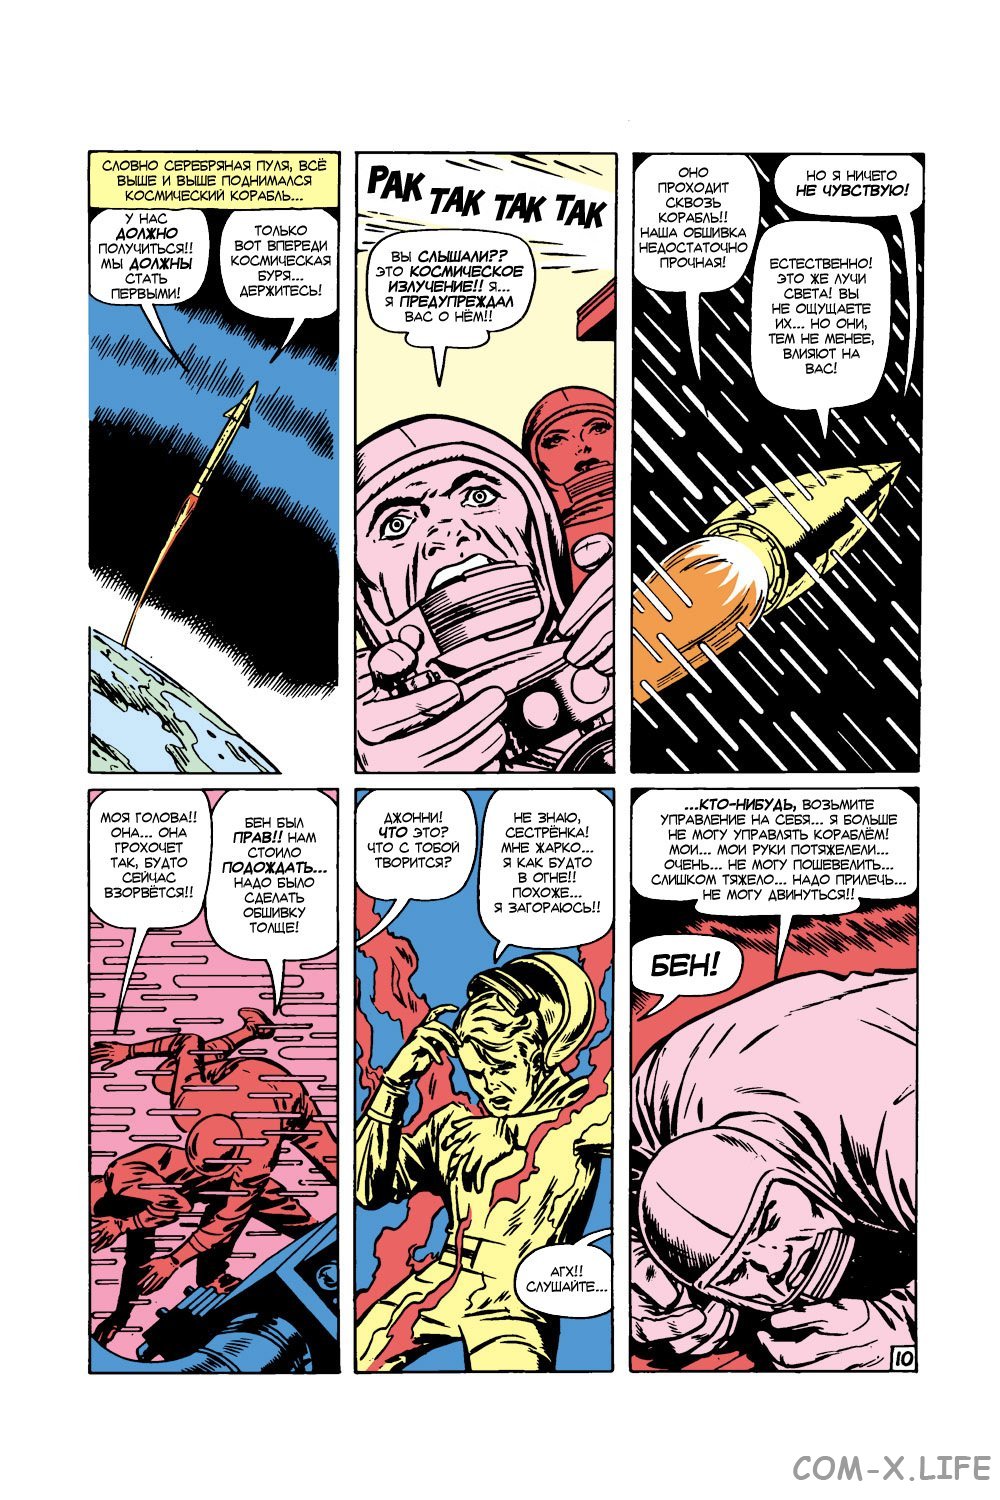 СЛОВНО СЕРЕБРЯНАЯ ПУЛЯ, ВСЁ
ВЫШЕ И ВЫШЕ ПОДНИМАЛСЯ
КОСМИЧЕСКИЙ КОРАБЛЬ...
У НАС
ДОЛЖНО
ПОЛУЧИТЬСЯ!!
МЫ ДОЛЖНЫ
СТАТЬ
ПЕРВЫМИ!
ТОЛЬКО
ВОТ ВПЕРЕДИ
КОСМИЧЕСКАЯ
БУРЯ...
ДЕРЖИТЕСЬ!
РАК ТАК ТАК ТАК
ВЫ СЛЫШАЛИ??
ЭТО КОСМИЧЕСКОЕ
ИЗЛУЧЕНИЕ!! Я...
Я ПРЕДУПРЕЖДАЛ
ВАС О НЁМ!!
ОНО
ПРОХОДИТ
СКВОЗЬ
КОРАБЛЬ!!
НАША ОБШИВКА
НЕДОСТАТОЧНО
ПРОЧНАЯ!
НО Я НИЧЕГО
НЕ ЧУВСТВУЮ!
ЕСТЕСТВЕННО!
ЭТО ЖЕ ЛУЧИ
СВЕТА! ВЫ
НЕ ОЩУЩАЕТЕ
ИХ... НО ОНИ,
ТЕМ НЕ МЕНЕЕ,
ВЛИЯЮТ НА
ВАС!
МОЯ ГОЛОВА!!
ОНА... ОНА
ГРОХОЧЕТ
ТАК, БУДТО
СЕЙЧАС
ВЗОРВЁТСЯ!!
БЕН БЫЛ
ПРАВ!! НАМ
СТОИЛО
ПОДОЖДАТЬ...
НАДО БЫЛО
СДЕЛАТЬ
ОБШИВКУ
ТОЛЩЕ!
ДЖОННИ!
ЧТО ЭТО?
ЧТО С ТОБОЙ
ТВОРИТСЯ?
НЕ ЗНАЮ,
СЕСТРЁНКА!
МНЕ ЖАРКО...
Я КАК БУДТО
В ОГНЕ!!
ПОХОЖЕ...
Я ЗАГОРАЮСЬ!!
АГХ!!
СЛУШАЙТЕ...
...КТО-НИБУДЬ, ВОЗЬМИТЕ
УПРАВЛЕНИЕ НА СЕБЯ... Я БОЛЬШЕ
НЕ МОГУ УПРАВЛЯТЬ КОРАБЛЁМ!
МОИ... МОИ РУКИ ПОТЯЖЕЛЕЛИ...
ОЧЕНЬ... НЕ МОГУ ПОШЕВЕЛИТЬ...
СЛИШКОМ ТЯЖЕЛО... НАДО ПРИЛЕЧЬ...
НЕ МОГУ ДВИНУТЬСЯ!!
БЕН!
10
COM-X.LIFE